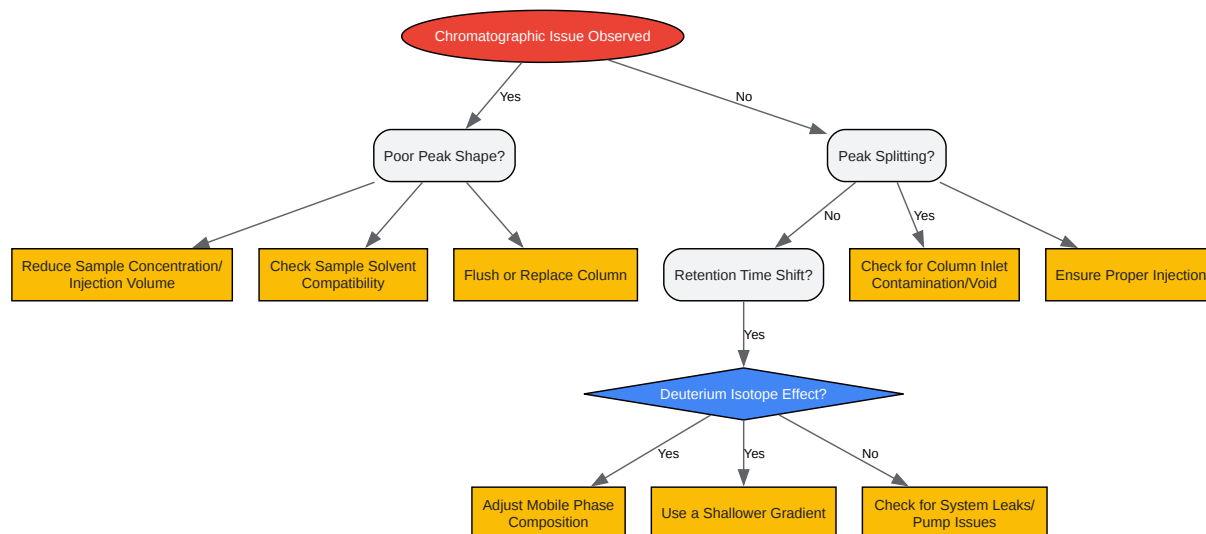 Chromatographic Issue Observed
Yes
No
Poor Peak Shape?
Peak Splitting?
No
Yes
Reduce Sample Concentration/
Injection Volume
Check Sample Solvent
Compatibility
Flush or Replace Column
Retention Time Shift?
Check for Column Inlet
Contamination/Void
Ensure Proper Injection
Yes
Deuterium Isotope Effect?
Yes
Yes
No
Adjust Mobile Phase
Composition
Use a Shallower Gradient
Check for System Leaks/
Pump Issues